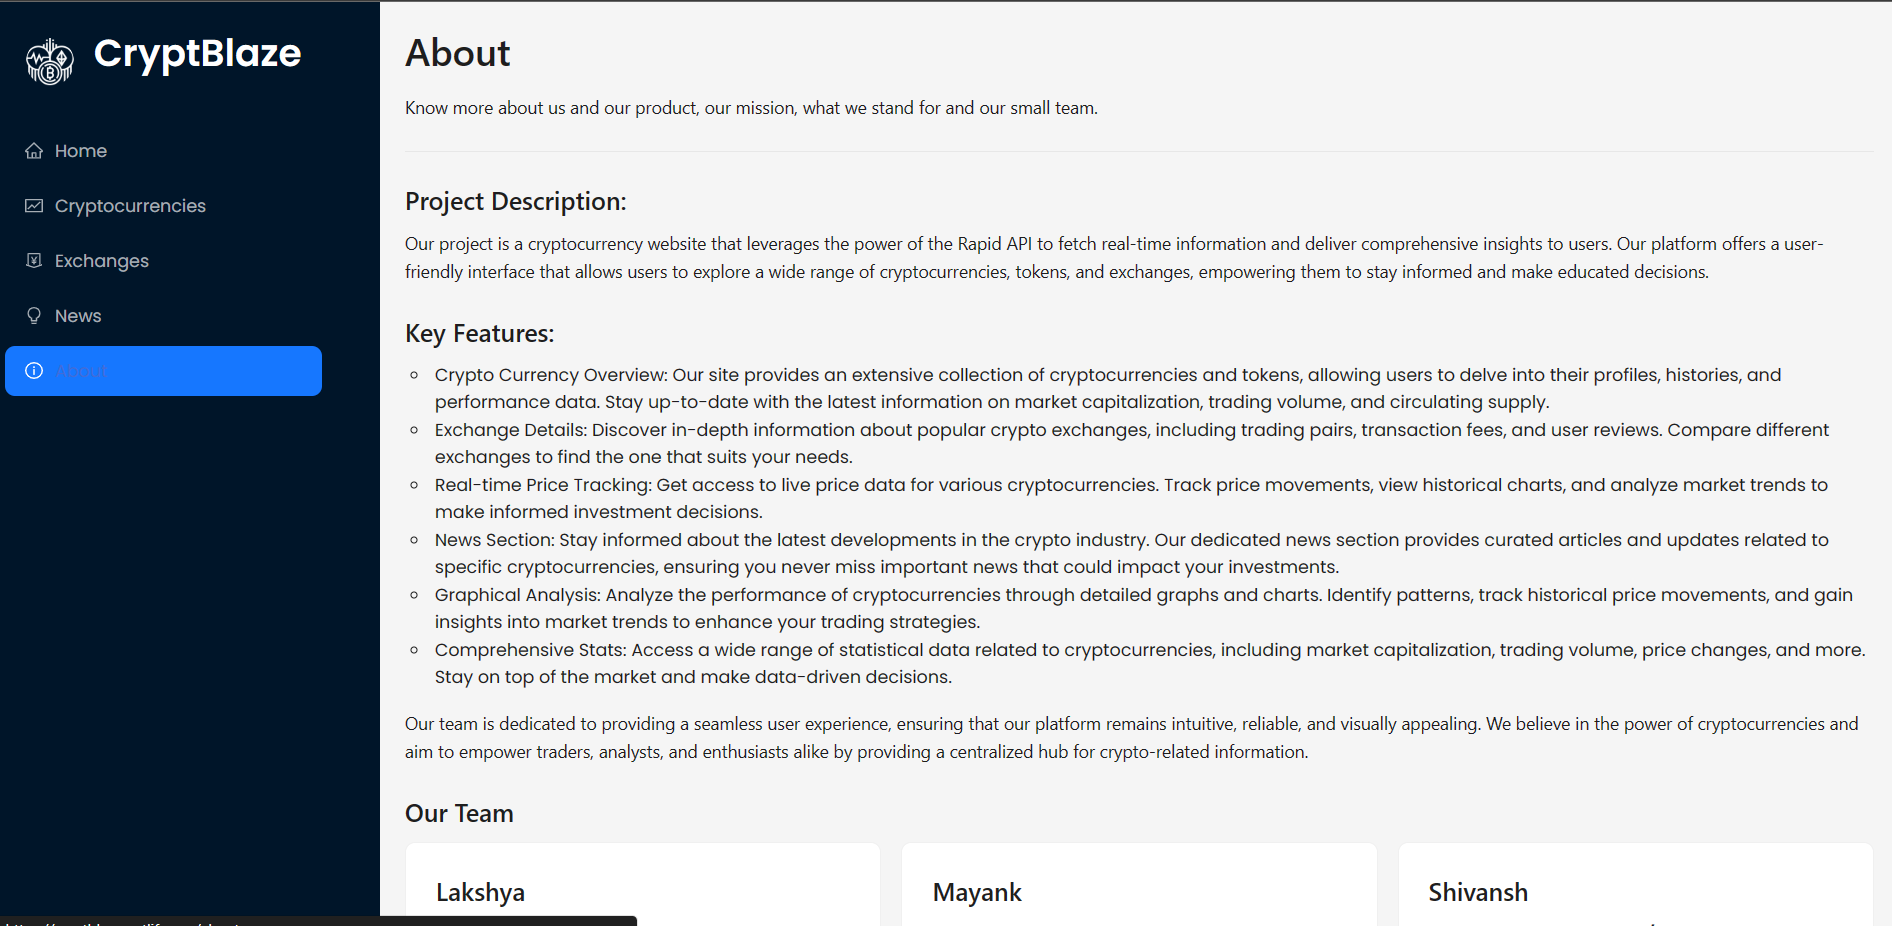 CryptBlaze
Home
Cryptocurrencies
Exchanges
News
About
About
Know more about us and our product, our mission, what we stand for and our small team.
Project Description:
Our project is a cryptocurrency website that leverages the power of the Rapid API to fetch real-time information and deliver comprehensive insights to users. Our platform offers a user-
friendly interface that allows users to explore a wide range of cryptocurrencies, tokens, and exchanges, empowering them to stay informed and make educated decisions.
Key Features:
Crypto Currency Overview: Our site provides an extensive collection of cryptocurrencies and tokens, allowing users to delve into their profiles, histories, and
performance data. Stay up-to-date with the latest information on market capitalization, trading volume, and circulating supply.
Exchange Details: Discover in-depth information about popular crypto exchanges, including trading pairs, transaction fees, and user reviews. Compare different
exchanges to find the one that suits your needs.
Real-time Price Tracking: Get access to live price data for various cryptocurrencies. Track price movements, view historical charts, and analyze market trends to
make informed investment decisions.
News Section: Stay informed about the latest developments in the crypto industry. Our dedicated news section provides curated articles and updates related to
specific cryptocurrencies, ensuring you never miss important news that could impact your investments.
Graphical Analysis: Analyze the performance of cryptocurrencies through detailed graphs and charts. Identify patterns, track historical price movements, and gain
insights into market trends to enhance your trading strategies.
Comprehensive Stats: Access a wide range of statistical data related to cryptocurrencies, including market capitalization, trading volume, price changes, and more.
Stay on top of the market and make data-driven decisions.
Our team is dedicated to providing a seamless user experience, ensuring that our platform remains intuitive, reliable, and visually appealing. We believe in the power of cryptocurrencies and
aim to empower traders, analysts, and enthusiasts alike by providing a centralized hub for crypto-related information.
Our Team
Lakshya
Mayank
Shivansh